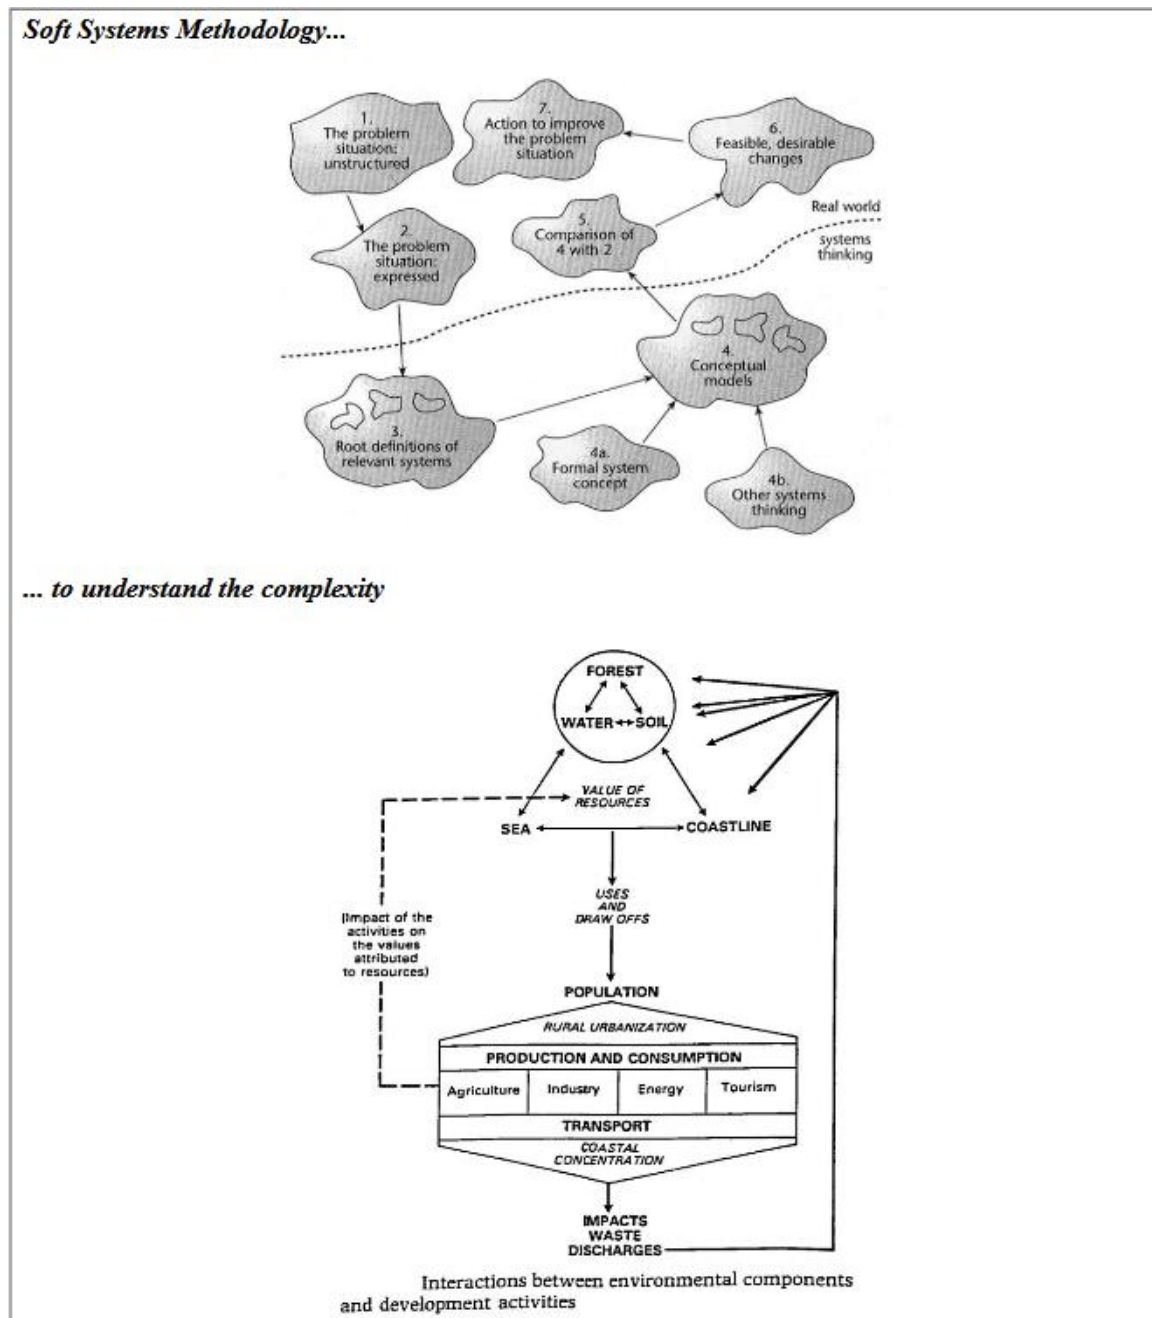 Soft Systems Methodology...
1.
The problem
situation:
unstructured
7.
Action to improve
the problem
situation
6.
Feasible, desirable
changes
Real world
systems
thinking
2.
The problem
situation:
expressed
5.
Comparison of
4 with 2
4.
Conceptual
models
3.
Root definitions of
relevant systems
4a.
Formal system
concept
4b.
Other systems
thinking
... to understand the complexity
FOREST
WATER
SOIL
VALUE OF
RESOURCES
SEA
COASTLINE
USES
AND
DRAW OFFS
(Impact of the
activities on
the values
attributed
to resources)
POPULATION
RURAL URBANIZATION
PRODUCTION AND CONSUMPTION
Agriculture
Industry
Energy
Tourism
TRANSPORT
COASTAL
CONCENTRATION
IMPACTS
WASTE
DISCHARGES
Interactions between environmental components
and development activities